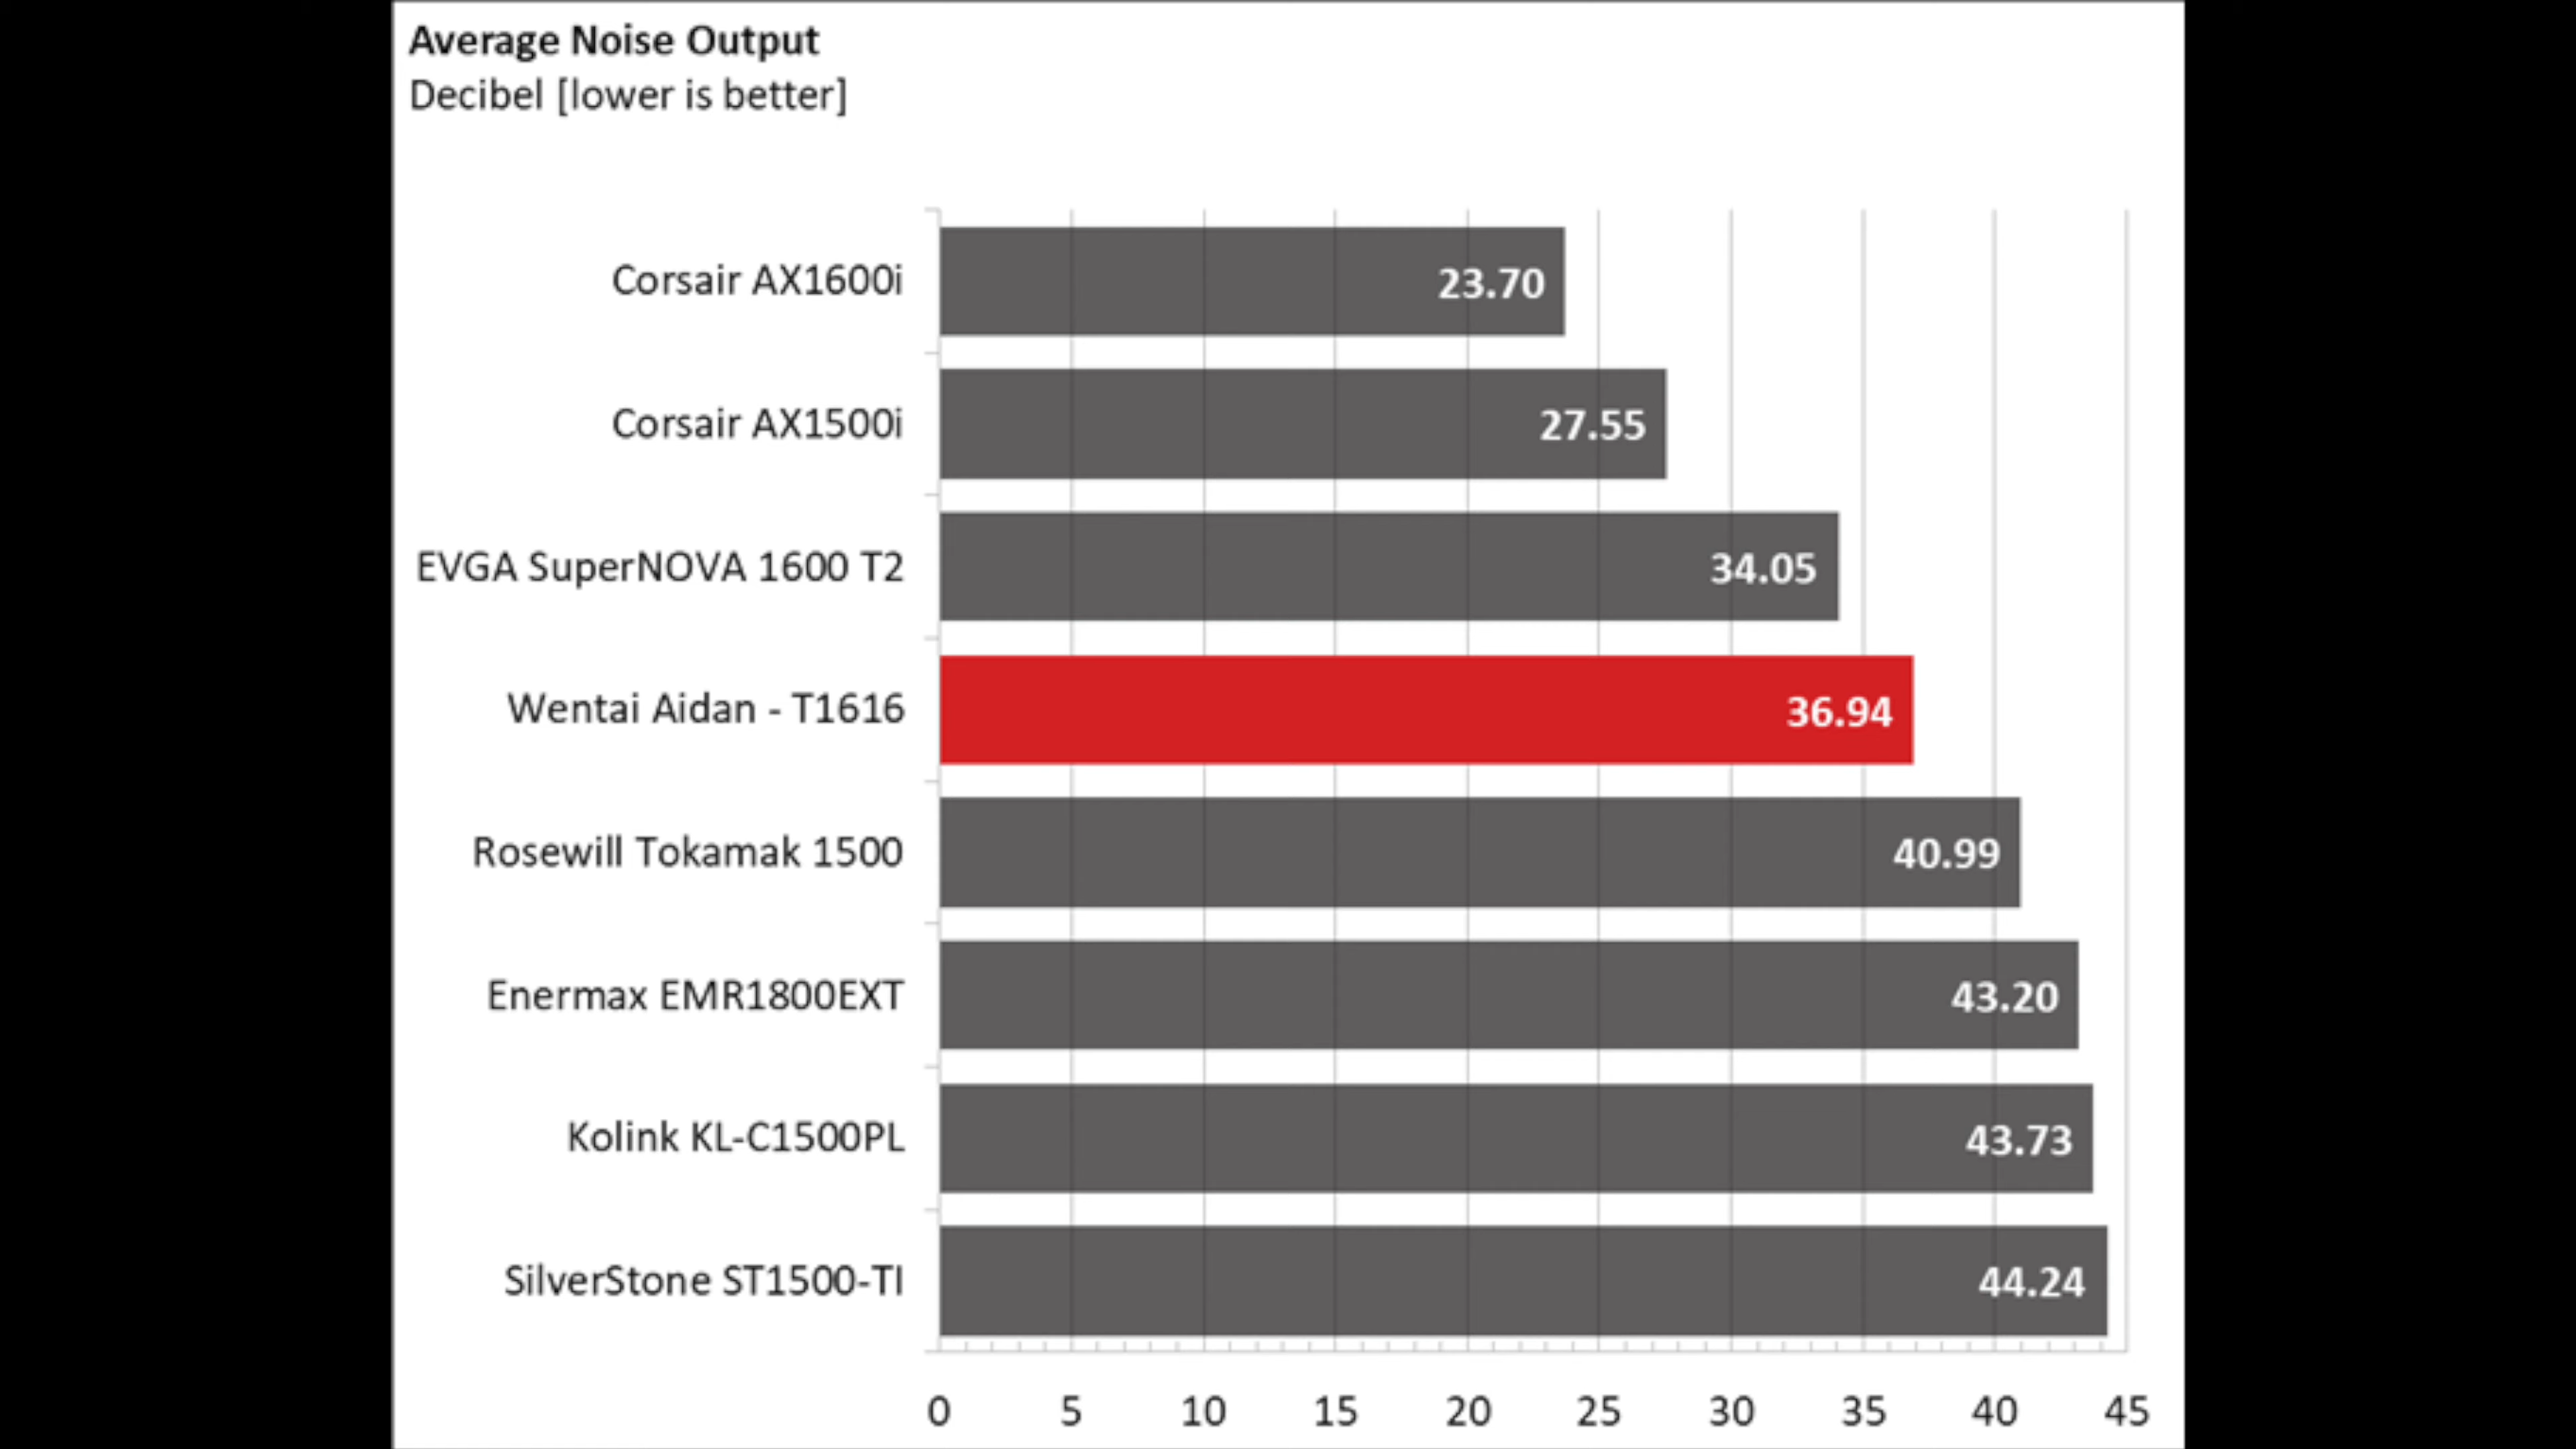 Average Noise Output
Decibel [lower is better]
Corsair AX1600i 23.70
Corsair AX1500i 27.55
EVGA SuperNOVA 1600 T2 34.05
Wentai Aidan - T1616 36.94
Rosewill Tokamak 1500 40.99
Enermax EMR1800EXT 43.20
Kolink KL-C1500PL 43.73
SilverStone ST1500-TI 44.24
0 5 10 15 20 25 30 35 40 45